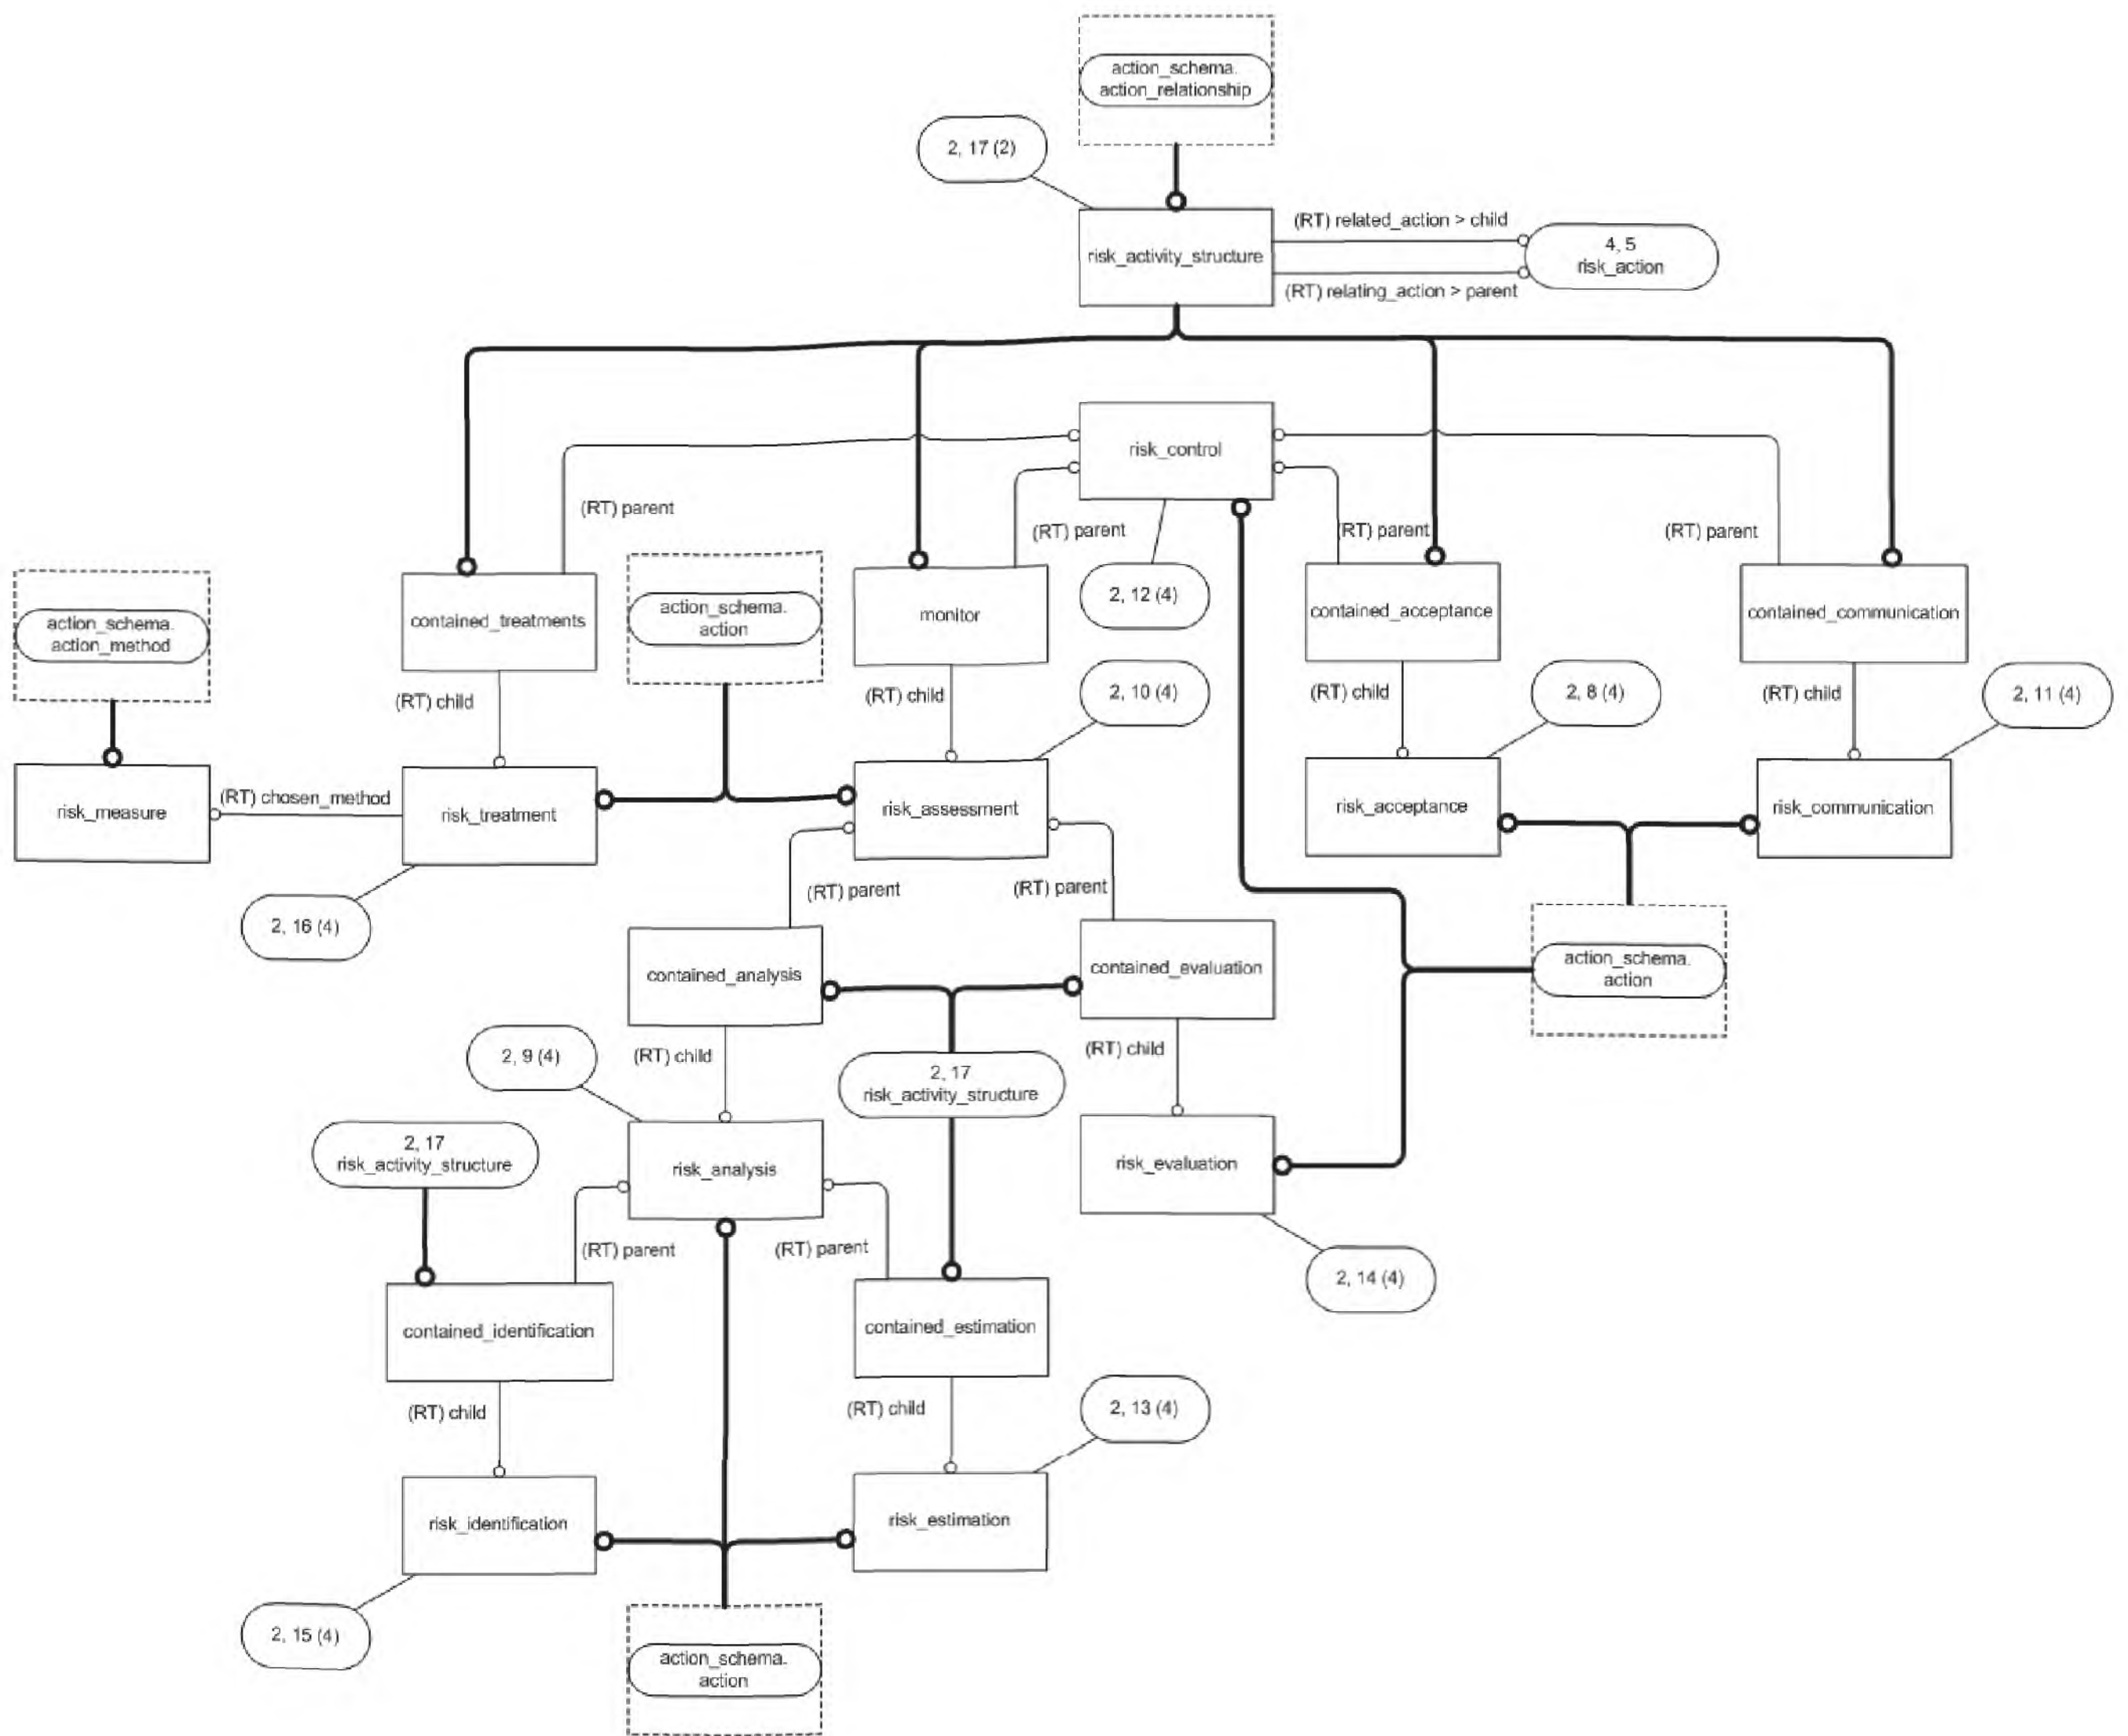 action_schema.
action_relationship
2, 17 (2)
risk_activity_structure
(RT) related_action > child
(RT) relating_action > parent
4, 5
risk_action
risk_control
(RT) parent
(RT) parent
(RT) parent
(RT) parent
2, 12 (4)
action_schema.
action_method
contained_treatments
action_schema.
action
monitor
contained_acceptance
contained_communication
(RT) child
(RT) child
2, 10 (4)
(RT) child
2, 8 (4)
(RT) child
2, 11 (4)
risk_measure
(RT) chosen_method
risk_treatment
risk_assessment
risk_acceptance
risk_communication
2, 16 (4)
(RT) parent
(RT) parent
contained_analysis
contained_evaluation
action_schema.
action
2, 9 (4)
(RT) child
2, 17
risk_activity_structure
(RT) child
2, 17
risk_activity_structure
risk_analysis
risk_evaluation
(RT) parent
(RT) parent
2, 14 (4)
contained_identification
contained_estimation
(RT) child
(RT) child
2, 13 (4)
risk_identification
risk_estimation
2, 15 (4)
action_schema.
action